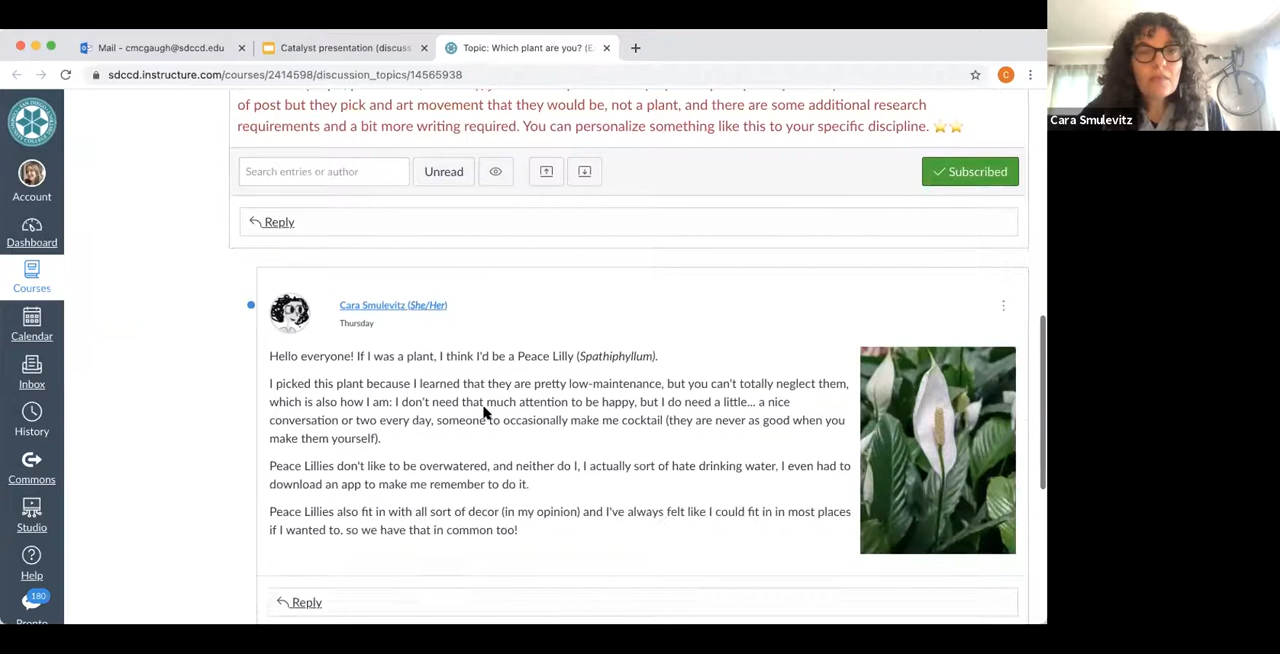 Mail - cmcgaugh@sdccd.edu
Catalyst presentation (discuss
Topic: Which plant are you? (E
sdccd.instructure.com/courses/2414598/discussion_topics/14565938
C
Cara Smulevitz
Account
Dashboard
Courses
Calendar
Inbox
History
Commons
Studio
Help
180
Pronto
of post but they pick and art movement that they would be, not a plant, and there are some additional research
requirements and a bit more writing required. You can personalize something like this to your specific discipline. ⭐⭐
Search entries or author
Unread
Subscribed
Reply
Cara Smulevitz (She/Her)
Thursday
Hello everyone! If I was a plant, I think I'd be a Peace Lilly (Spathiphyllum).
I picked this plant because I learned that they are pretty low-maintenance, but you can't totally neglect them,
which is also how I am: I don't need that much attention to be happy, but I do need a little... a nice
conversation or two every day, someone to occasionally make me cocktail (they are never as good when you
make them yourself).
Peace Lillies don't like to be overwatered, and neither do I, I actually sort of hate drinking water, I even had to
download an app to make me remember to do it.
Peace Lillies also fit in with all sort of decor (in my opinion) and I've always felt like I could fit in in most places
if I wanted to. so we have that in common too!
Reply